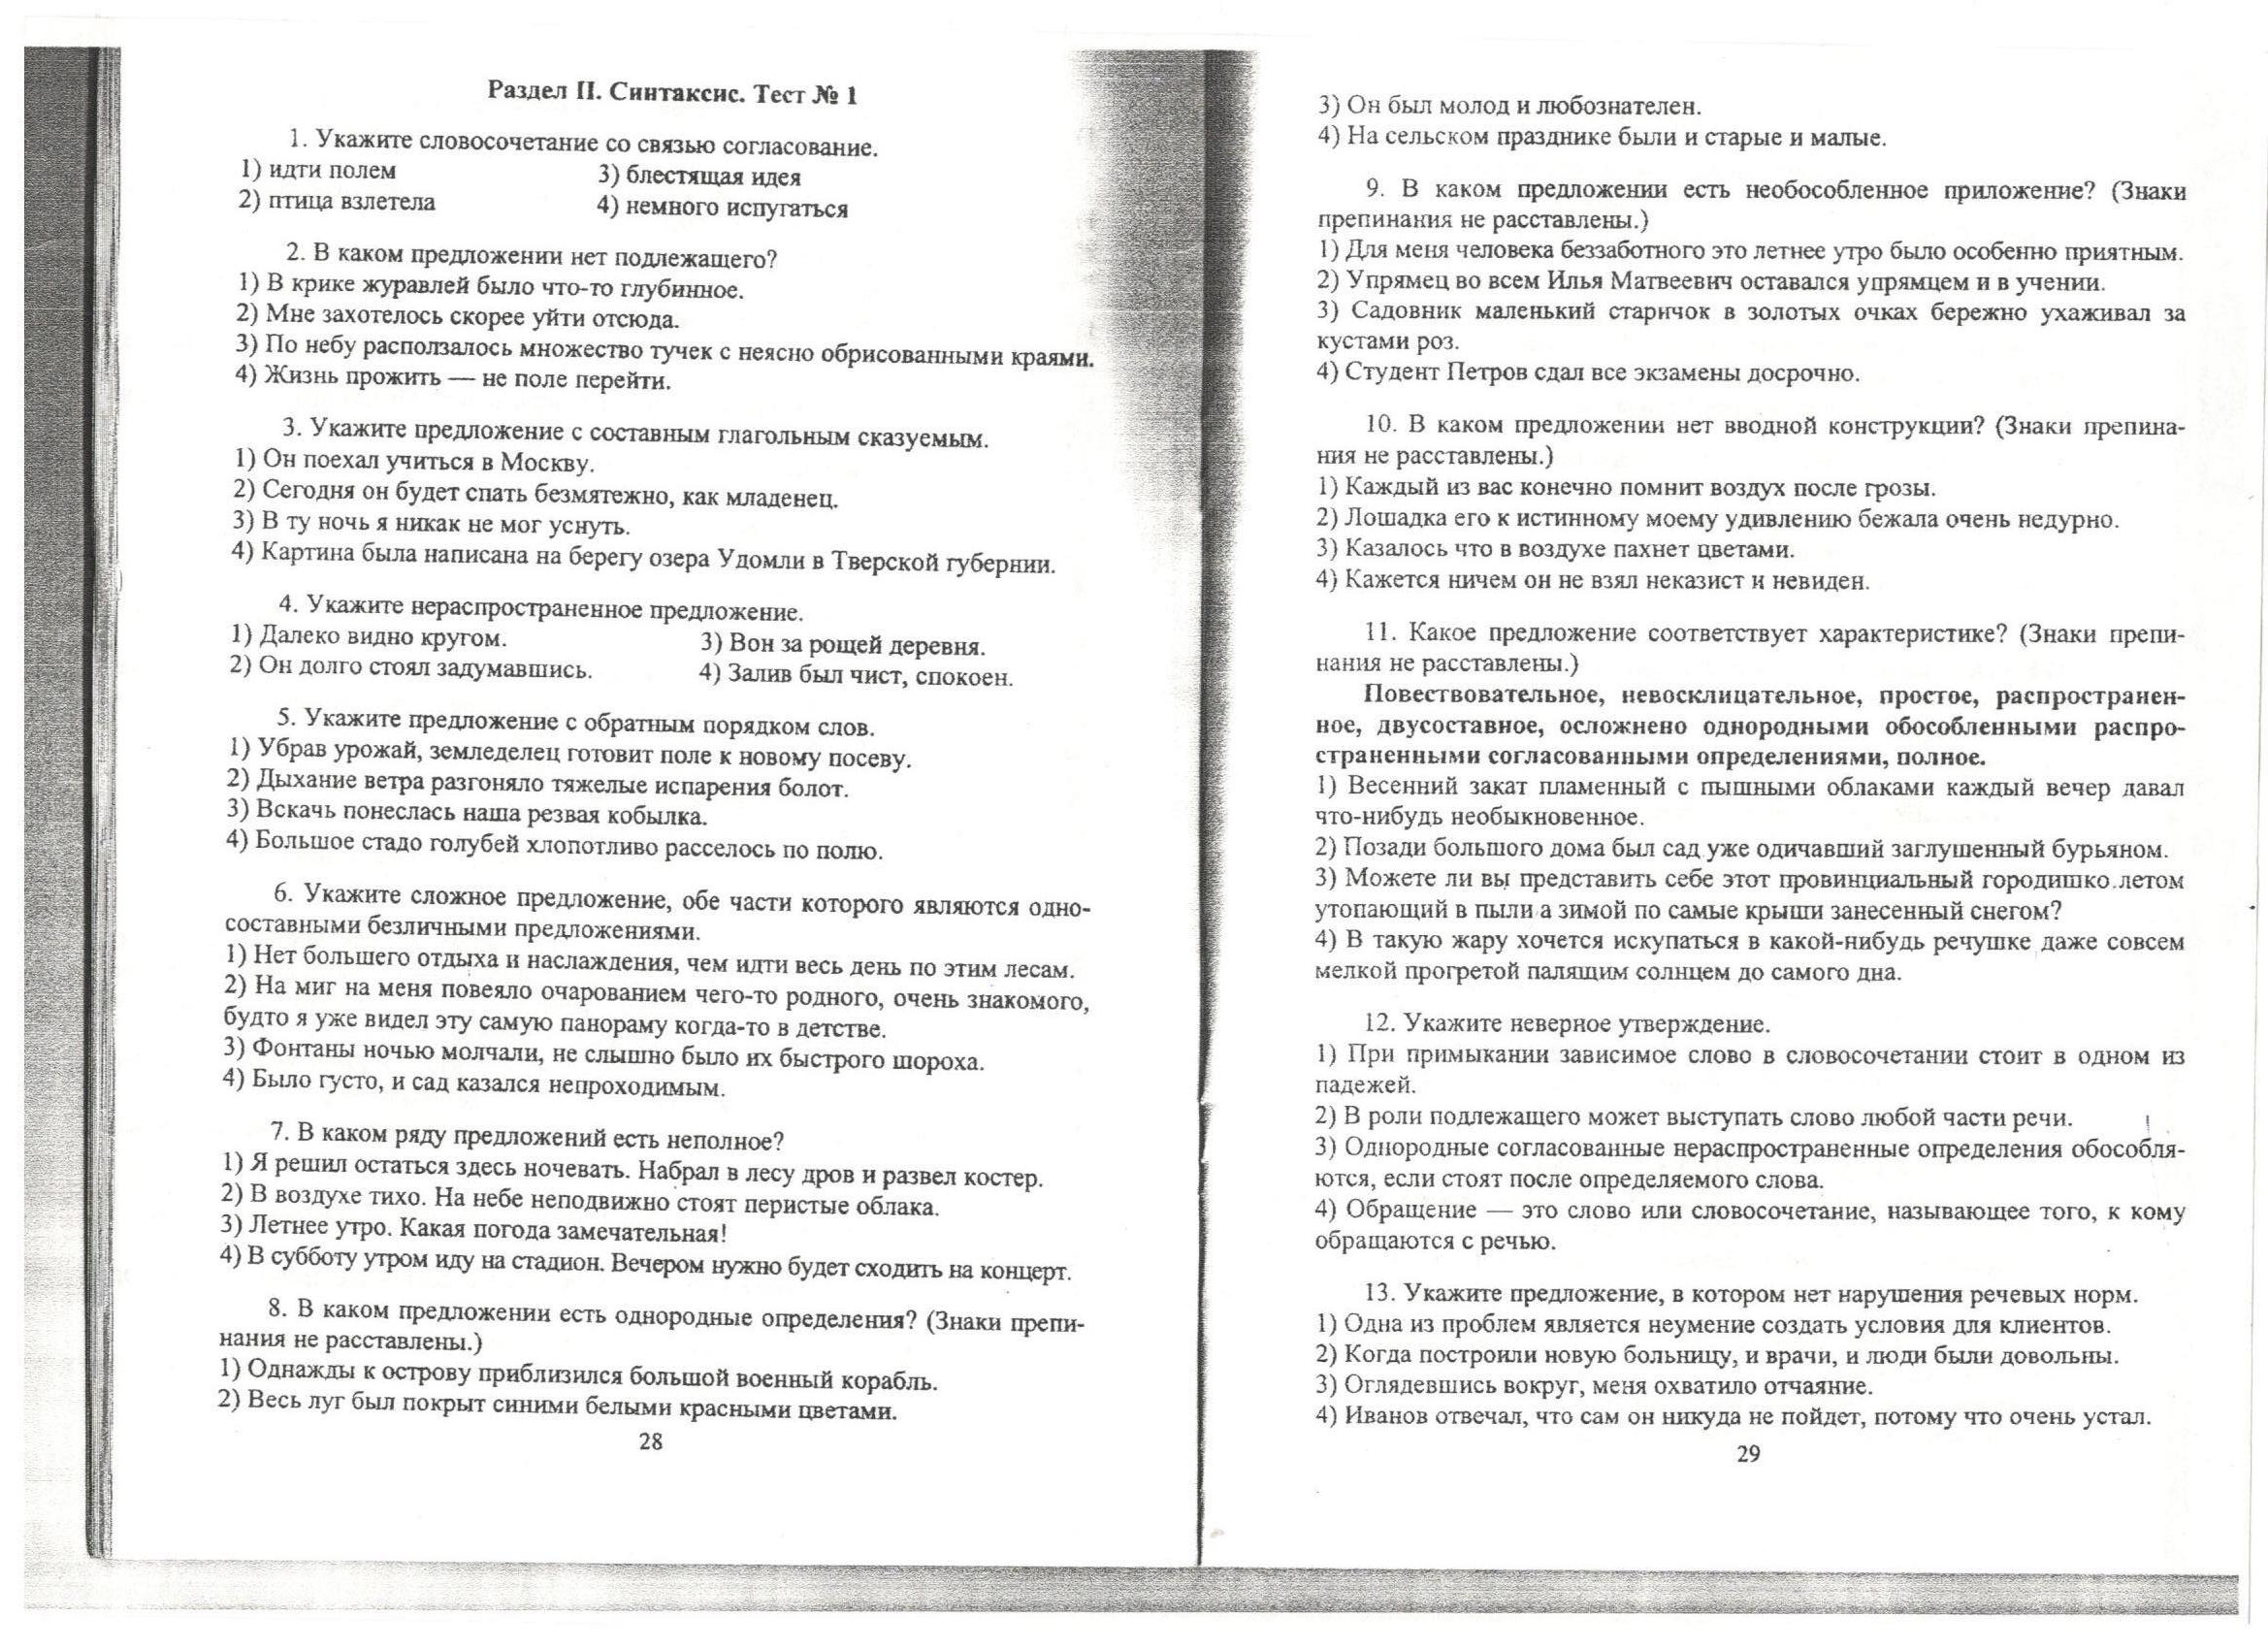 Раздел II. Синтаксис. Тест № 1
1. Укажите словосочетание со связью согласование.
1) идти полем 3) блестящая идея
2) птица взлетела 4) немного испугаться
2. В каком предложении нет подлежащего?
1) В крике журавлей было что-то глубинное.
2) Мне захотелось скорее уйти отсюда.
3) По небу расползалось множество тучек с неясно обрисованными краями.
4) Жизнь прожить — не поле перейти.
3. Укажите предложение с составным глагольным сказуемым.
1) Он поехал учиться в Москву.
2) Сегодня он будет спать безмятежно, как младенец.
3) В ту ночь я никак не мог уснуть.
4) Картина была написана на берегу озера Удомли в Тверской губернии.
4. Укажите нераспространенное предложение.
1) Далеко видно кругом. 3) Вон за рощей деревня.
2) Он долго стоял задумавшись. 4) Залив был чист, спокоен.
5. Укажите предложение с обратным порядком слов.
1) Убрав урожай, земледелец готовит поле к новому посеву.
2) Дыхание ветра разгоняло тяжелые испарения болот.
3) Вскачь понеслась наша резвая кобылка.
4) Большое стадо голубей хлопотливо расселось по полю.
6. Укажите сложное предложение, обе части которого являются одно-
составными безличными предложениями.
1) Нет большего отдыха и наслаждения, чем идти весь день по этим лесам.
2) На миг на меня повеяло очарованием чего-то родного, очень знакомого,
будто я уже видел эту самую панораму когда-то в детстве.
3) Фонтаны ночью молчали, не слышно было их быстрого шороха.
4) Было густо, и сад казался непроходимым.
7. В каком ряду предложений есть неполное?
1) Я решил остаться здесь ночевать. Набрал в лесу дров и развел костер.
2) В воздухе тихо. На небе неподвижно стоят перистые облака.
3) Летнее утро. Какая погода замечательная!
4) В субботу утром иду на стадион. Вечером нужно будет сходить на концерт.
8. В каком предложении есть однородные определения? (Знаки препи-
нания не расставлены.)
1) Однажды к острову приблизился большой военный корабль.
2) Весь луг был покрыт синими белыми красными цветами.
28
3) Он был молод и любознателен.
4) На сельском празднике были и старые и малые.
9. В каком предложении есть необособленное приложение? (Знаки
препинания не расставлены.)
1) Для меня человека беззаботного это летнее утро было особенно приятным.
2) Упрямец во всем Илья Матвеевич оставался упрямцем и в учении.
3) Садовник маленький старичок в золотых очках бережно ухаживал за
кустами роз.
4) Студент Петров сдал все экзамены досрочно.
10. В каком предложении нет вводной конструкции? (Знаки препина-
ния не расставлены.)
1) Каждый из вас конечно помнит воздух после грозы.
2) Лошадка его к истинному моему удивлению бежала очень недурно.
3) Казалось что в воздухе пахнет цветами.
4) Кажется ничем он не взял неказист и невиден.
11. Какое предложение соответствует характеристике? (Знаки препи-
нания не расставлены.)
Повествовательное, невосклицательное, простое, распространен-
ное, двусоставное, осложнено однородными обособленными распро-
страненными согласованными определениями, полное.
1) Весенний закат пламенный с пышными облаками каждый вечер давал
что-нибудь необыкновенное.
2) Позади большого дома был сад уже одичавший заглушенный бурьяном.
3) Можете ли вы представить себе этот провинциальный городишко летом
утопающий в пыли а зимой по самые крыши занесенный снегом?
4) В такую жару хочется искупаться в какой-нибудь речушке даже совсем
мелкой прогретой палящим солнцем до самого дна.
12. Укажите неверное утверждение.
1) При примыкании зависимое слово в словосочетании стоит в одном из
падежей.
2) В роли подлежащего может выступать слово любой части речи.
3) Однородные согласованные нераспространенные определения обособля-
ются, если стоят после определяемого слова.
4) Обращение — это слово или словосочетание, называющее того, к кому
обращаются с речью.
13. Укажите предложение, в котором нет нарушения речевых норм.
1) Одна из проблем является неумение создать условия для клиентов.
2) Когда построили новую больницу, и врачи, и люди были довольны.
3) Оглядевшись вокруг, меня охватило отчаяние.
4) Иванов отвечал, что сам он никуда не пойдет, потому что очень устал.
29